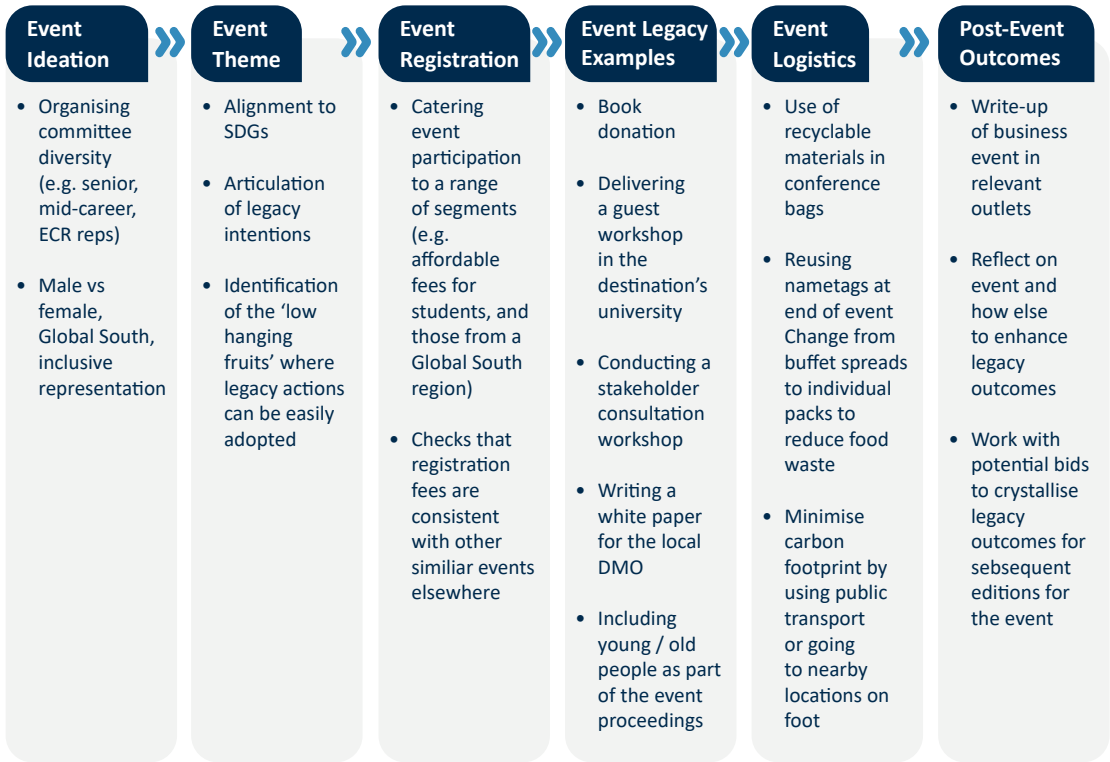 Event
Ideation
• Organising
committee
diversity
(e.g. senior,
mid-career,
ECR reps)
• Male vs
female,
Global South,
inclusive
representation
Event
Theme
• Alignment to
SDGs
• Articulation
of legacy
intentions
• Identification
of the ‘low
hanging
fruits’ where
legacy actions
can be easily
adopted
Event
Registration
• Catering
event
participation
to a range
of segments
(e.g.
affordable
fees for
students, and
those from a
Global South
region)
• Checks that
registration
fees are
consistent
with other
similiar events
elsewhere
Event Legacy
Examples
• Book
donation
• Delivering
a guest
workshop
in the
destination’s
university
• Conducting a
stakeholder
consultation
workshop
• Writing a
white paper
for the local
DMO
• Including
young / old
people as part
of the event
proceedings
Event
Logistics
• Use of
recyclable
materials in
conference
bags
• Reusing
nametags at
end of event
Change from
buffet spreads
to individual
packs to
reduce food
waste
• Minimise
carbon
footprint by
using public
transport
or going
to nearby
locations on
foot
Post-Event
Outcomes
• Write-up
of business
event in
relevant
outlets
• Reflect on
event and
how else
to enhance
legacy
outcomes
• Work with
potential bids
to crystallise
legacy
outcomes for
sebsequent
editions for
the event